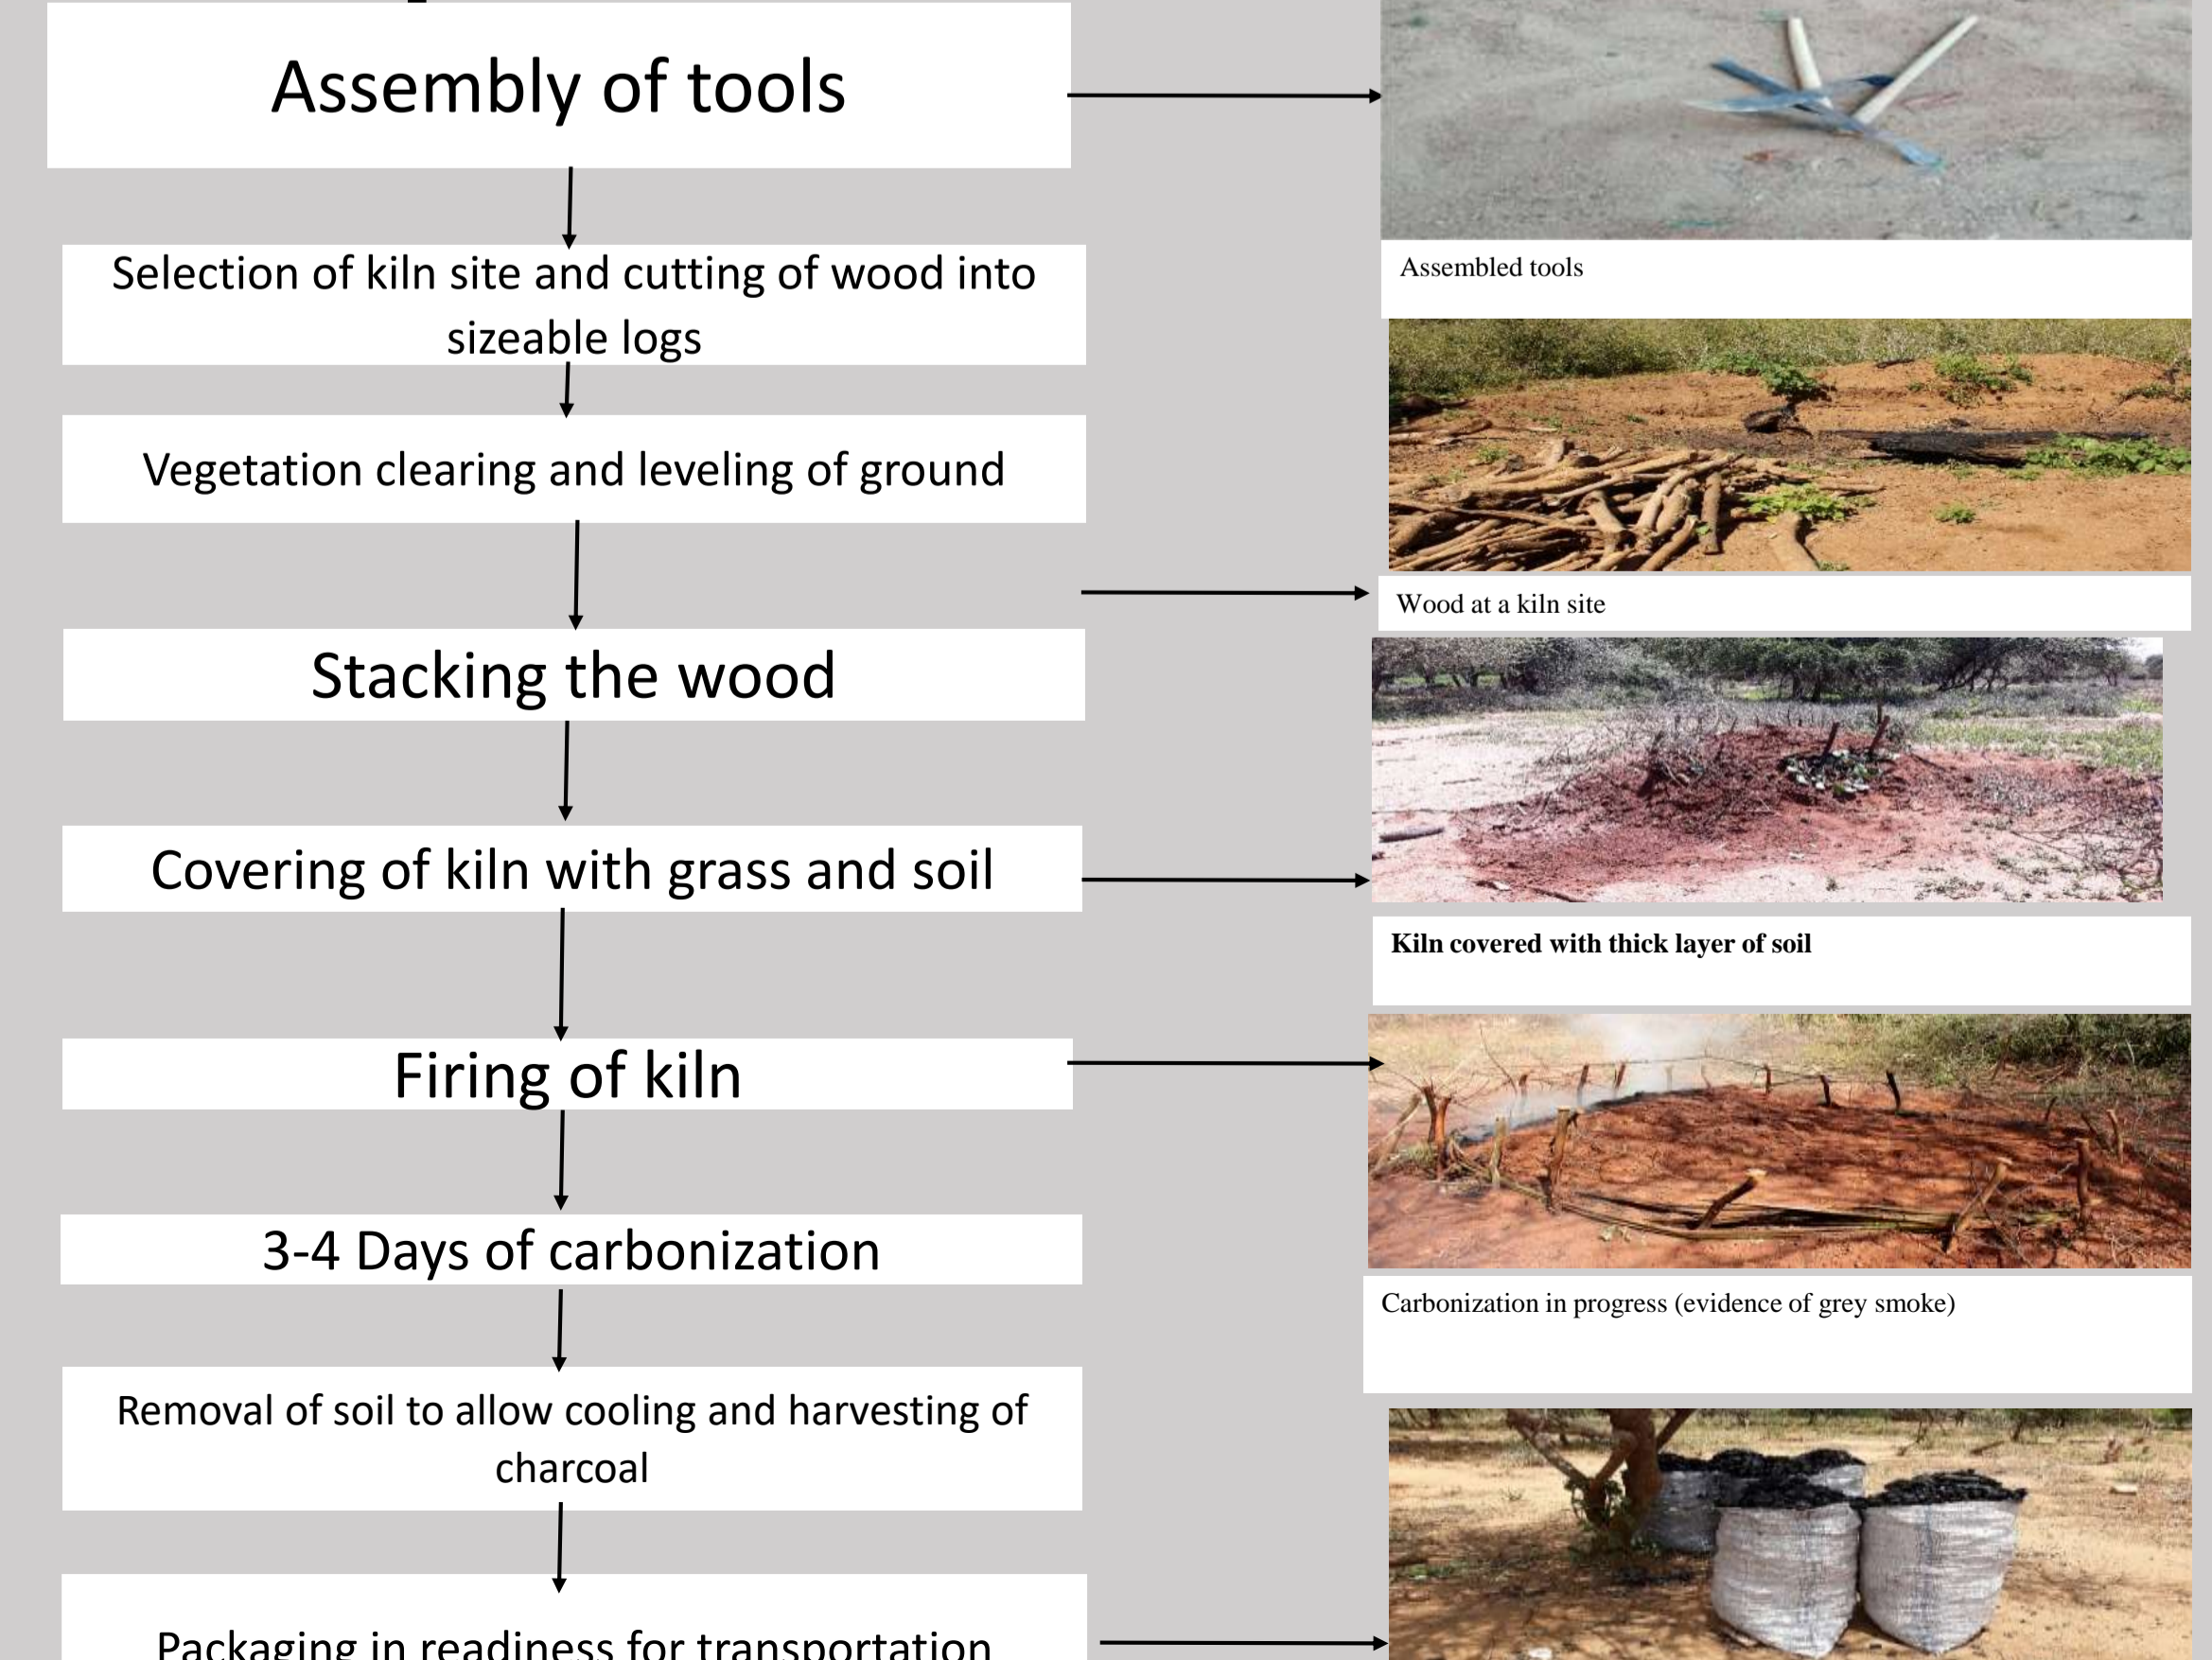 Assembly of tools
Selection of kiln site and cutting of wood into
sizeable logs
Vegetation clearing and leveling of ground
Stacking the wood
Covering of kiln with grass and soil
Firing of kiln
3-4 Days of carbonization
Removal of soil to allow cooling and harvesting of
charcoal
Packaging in readiness for transportation
Assembled tools
Wood at a kiln site
Kiln covered with thick layer of soil
Carbonization in progress (evidence of grey smoke)